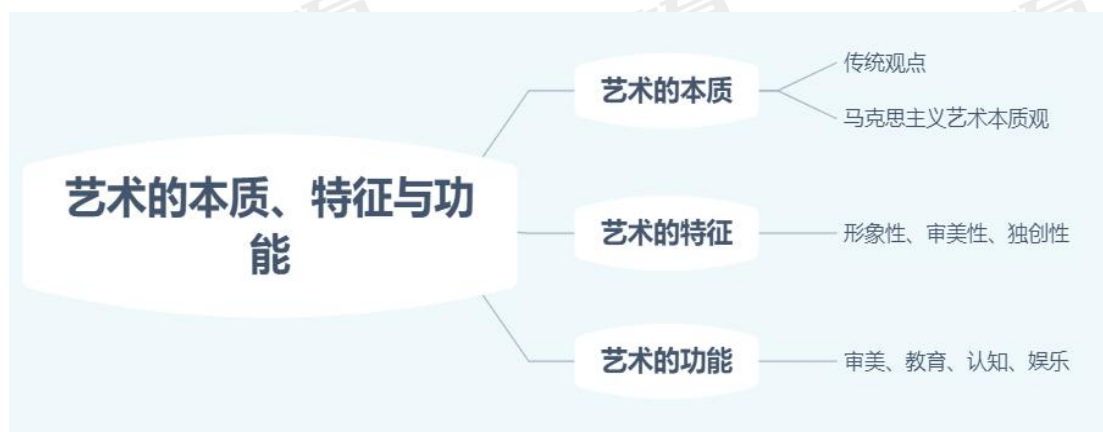 艺术的本质、特征与功
能
艺术的本质
传统观点
马克思主义艺术本质观
艺术的特征
形象性、审美性、独创性
艺术的功能
审美、教育、认知、娱乐